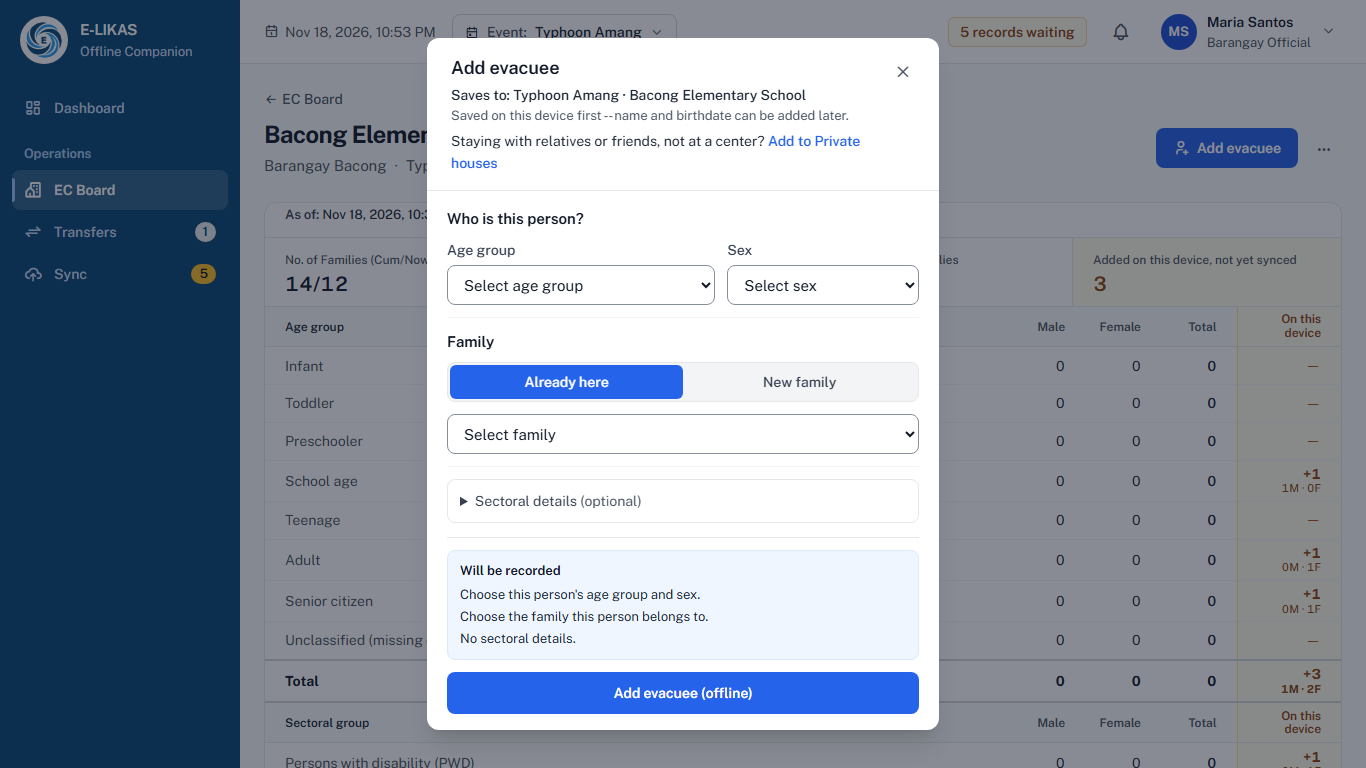 E-LIKAS
Offline Companion
Dashboard
Operations
EC Board
Transfers 1
Sync 5
Nov 18, 2026, 10:53 PM
Event: Typhoon Amang
5 records waiting
MS
Maria Santos
Barangay Official
← EC Board
Bacong Elemen
Barangay Bacong · Typ
Add evacuee
...
As of: Nov 18, 2026, 10:3
No. of Families (Cum/Now
14/12
lies
Added on this device, not yet synced
3
Age group Male Female Total On this device
Infant 0 0 0 —
Toddler 0 0 0 —
Preschooler 0 0 0 —
School age 0 0 0 +1
1M · 0F
Teenage 0 0 0 —
Adult 0 0 0 +1
0M · 1F
Senior citizen 0 0 0 +1
0M · 1F
Unclassified (missing 0 0 0 —
Total 0 0 0 +3
1M · 2F
Sectoral group Male Female Total On this device
Persons with disability (PWD) 0 0 0 +1
Add evacuee
Saves to: Typhoon Amang · Bacong Elementary School
Saved on this device first -- name and birthdate can be added later.
Staying with relatives or friends, not at a center? Add to Private
houses
Who is this person?
Age group Sex
Select age group Select sex
Family
Already here New family
Select family
Sectoral details (optional)
Will be recorded
Choose this person's age group and sex.
Choose the family this person belongs to.
No sectoral details.
Add evacuee (offline)